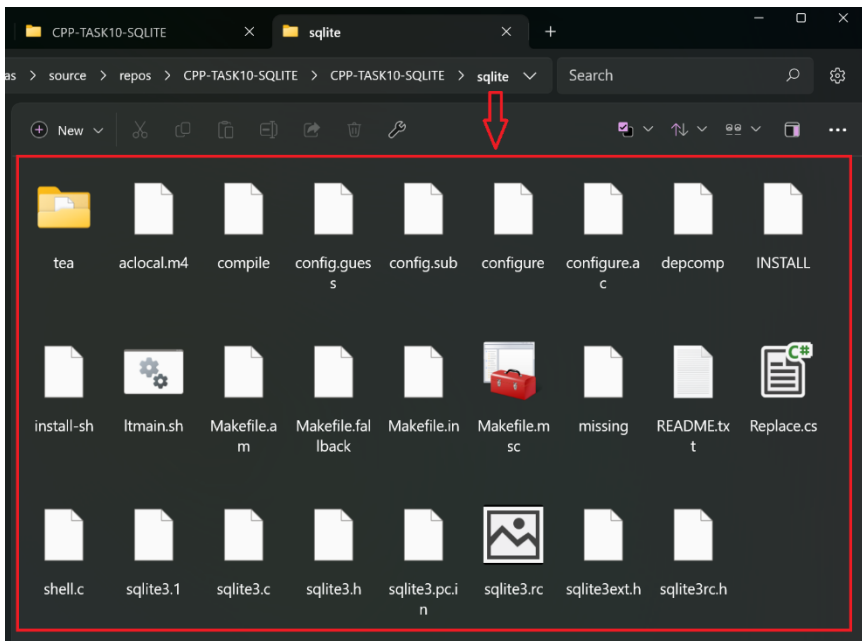 CPP-TASK10-SQLITE
sqlite
as > source > repos > CPP-TASK10-SQLITE > CPP-TASK10-SQLITE > sqlite
Search
New
tea
aclocal.m4
compile
config.gues
s
config.sub
configure
configure.a
c
depcomp
INSTALL
install-sh
ltmain.sh
Makefile.a
m
Makefile.fal
lback
Makefile.in
Makefile.m
sc
missing
README.tx
t
C#
Replace.cs
shell.c
sqlite3.1
sqlite3.c
sqlite3.h
sqlite3.pc.i
n
sqlite3.rc
sqlite3ext.h
sqlite3rc.h